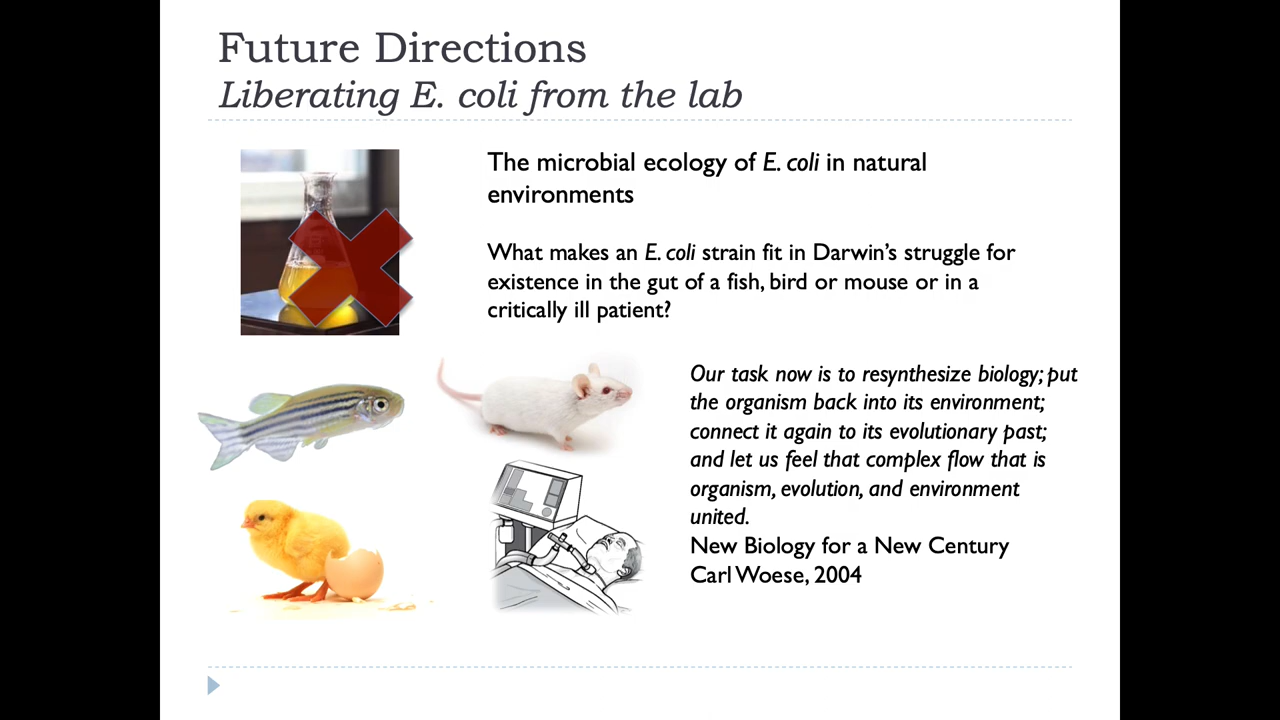 Future Directions
Liberating E. coli from the lab
The microbial ecology of E. coli in natural
environments
What makes an E. coli strain fit in Darwin’s struggle for
existence in the gut of a fish, bird or mouse or in a
critically ill patient?
Our task now is to resynthesize biology; put
the organism back into its environment;
connect it again to its evolutionary past;
and let us feel that complex flow that is
organism, evolution, and environment
united.
New Biology for a New Century
Carl Woese, 2004